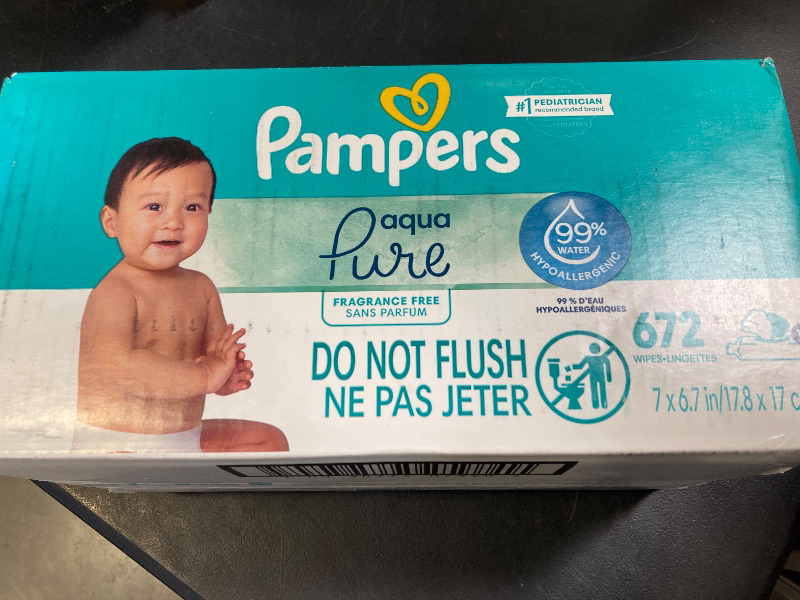 Pampers
#1 PEDIATRICIAN
recommended brand
aqua
Pure
99%
WATER
HYPOALLERGENIC
FRAGRANCE FREE
SANS PARFUM
99 % D'EAU
HYPOALLERGÉNIQUES
DO NOT FLUSH
NE PAS JETER
672
WIPES•LINGETTES
7 x 6.7 in/17.8 x 17 c